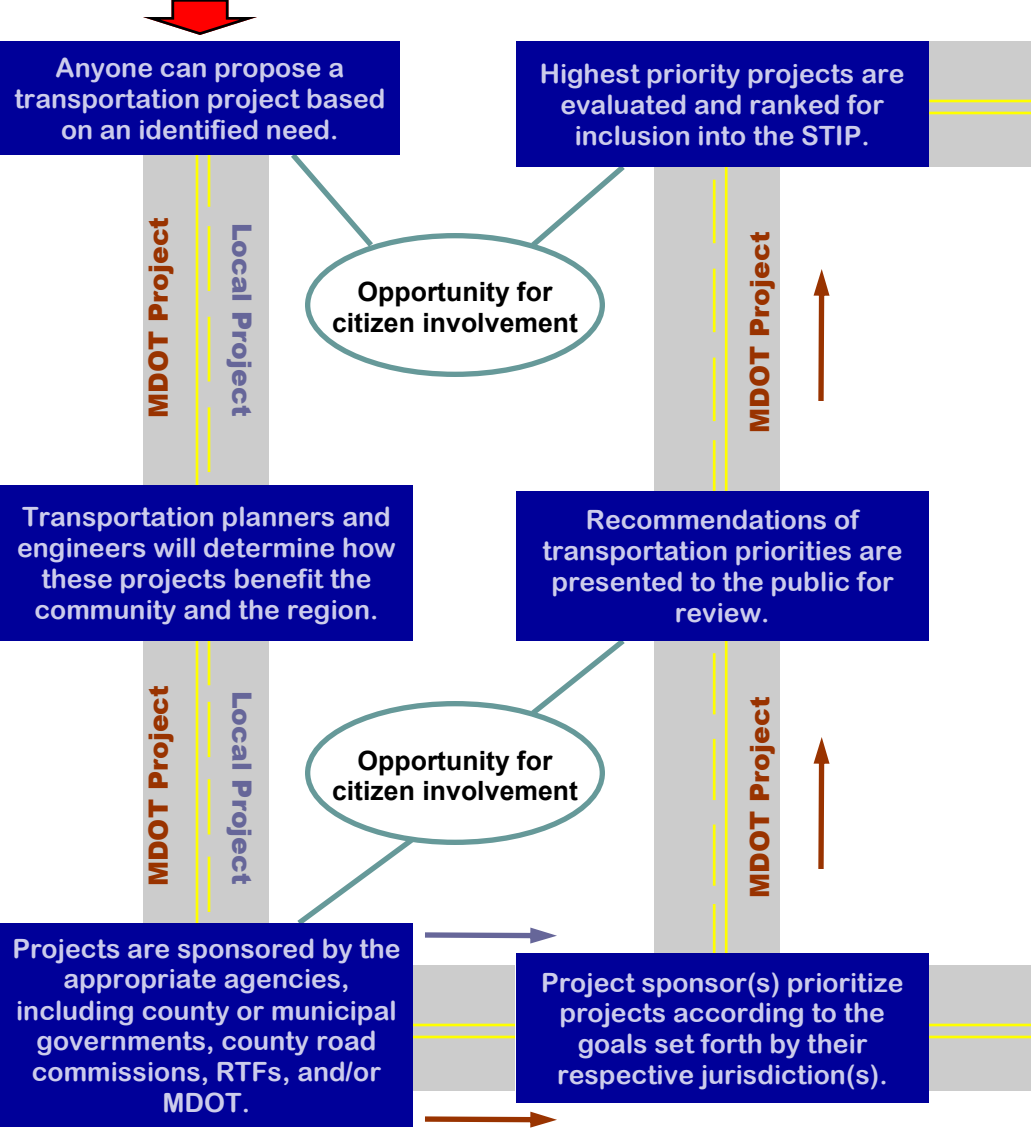 Anyone can propose a
transportation project based
on an identified need.
MDOT Project
Local Project
Transportation planners and
engineers will determine how
these projects benefit the
community and the region.
MDOT Project
Local Project
Projects are sponsored by the
appropriate agencies,
including county or municipal
governments, county road
commissions, RTFs, and/or
MDOT.
Opportunity for
citizen involvement
Opportunity for
citizen involvement
Project sponsor(s) prioritize
projects according to the
goals set forth by their
respective jurisdiction(s).
MDOT Project
Recommendations of
transportation priorities are
presented to the public for
review.
MDOT Project
Highest priority projects are
evaluated and ranked for
inclusion into the STIP.